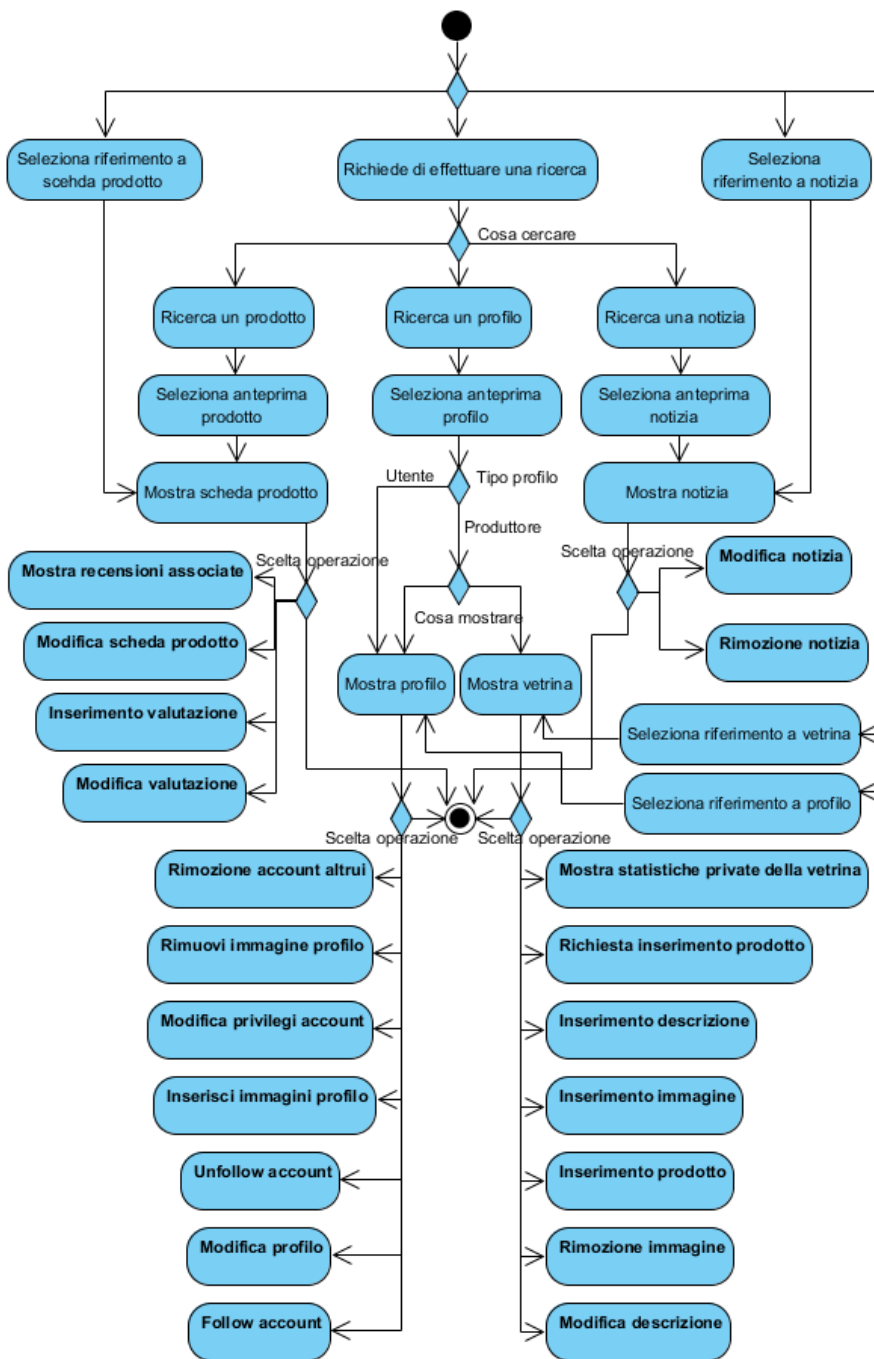 Seleziona riferimento a
scehda prodotto
Richiede di effettuare una ricerca
Seleziona
riferimento a notizia
Cosa cercare
Ricerca un prodotto
Ricerca un profilo
Ricerca una notizia
Seleziona anteprima
prodotto
Seleziona anteprima
profilo
Seleziona anteprima
notizia
Mostra scheda prodotto
Utente
Tipo profilo
Mostra notizia
Produttore
Scelta operazione
Scelta operazione
Mostra recensioni associate
Modifica notizia
Cosa mostrare
Modifica scheda prodotto
Rimozione notizia
Mostra profilo
Mostra vetrina
Inserimento valutazione
Seleziona riferimento a vetrina
Modifica valutazione
Seleziona riferimento a profilo
Scelta operazione
Scelta operazione
Rimozione account altrui
Mostra statistiche private della vetrina
Rimuovi immagine profilo
Richiesta inserimento prodotto
Modifica privilegi account
Inserimento descrizione
Inserisci immagini profilo
Inserimento immagine
Unfollow account
Inserimento prodotto
Modifica profilo
Rimozione immagine
Follow account
Modifica descrizione